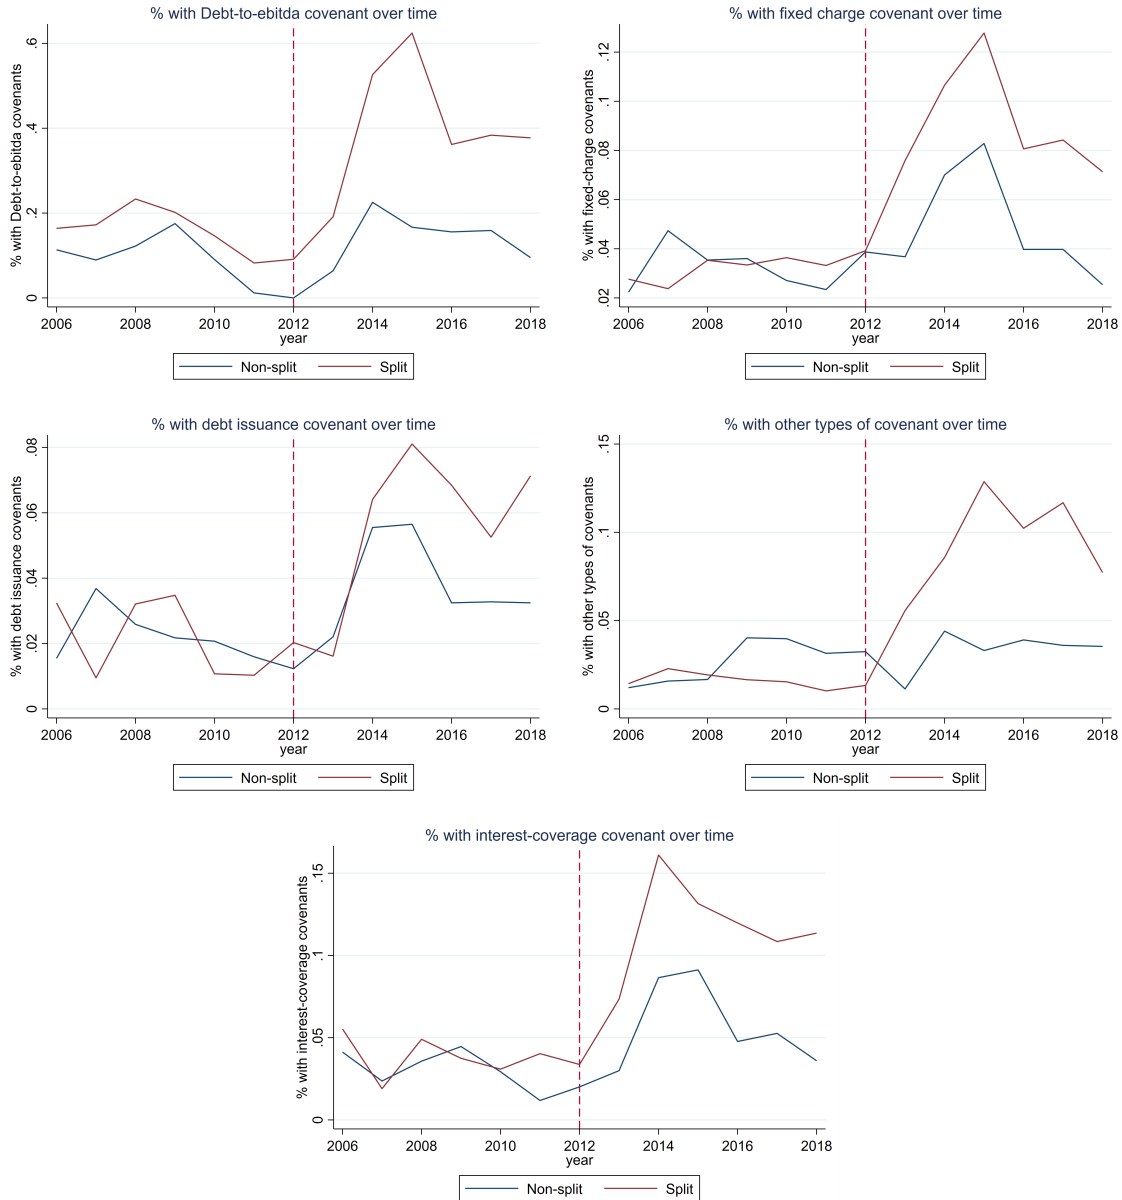 % with Debt-to-ebitda covenant over time
% with Debt-to-ebitda covenants
.6
.4
.2
0
2006 2008 2010 2012 2014 2016 2018
year
Non-split Split
% with fixed charge covenant over time
% with fixed-charge covenants
.12
.1
.08
.06
.04
.02
2006 2008 2010 2012 2014 2016 2018
year
Non-split Split
% with debt issuance covenant over time
% with debt issuance covenants
.08
.06
.04
.02
0
2006 2008 2010 2012 2014 2016 2018
year
Non-split Split
% with other types of covenant over time
% with other types of covenants
.15
.1
.05
0
2006 2008 2010 2012 2014 2016 2018
year
Non-split Split
% with interest-coverage covenant over time
% with interest-coverage covenants
.15
.1
.05
0
2006 2008 2010 2012 2014 2016 2018
year
Non-split Split